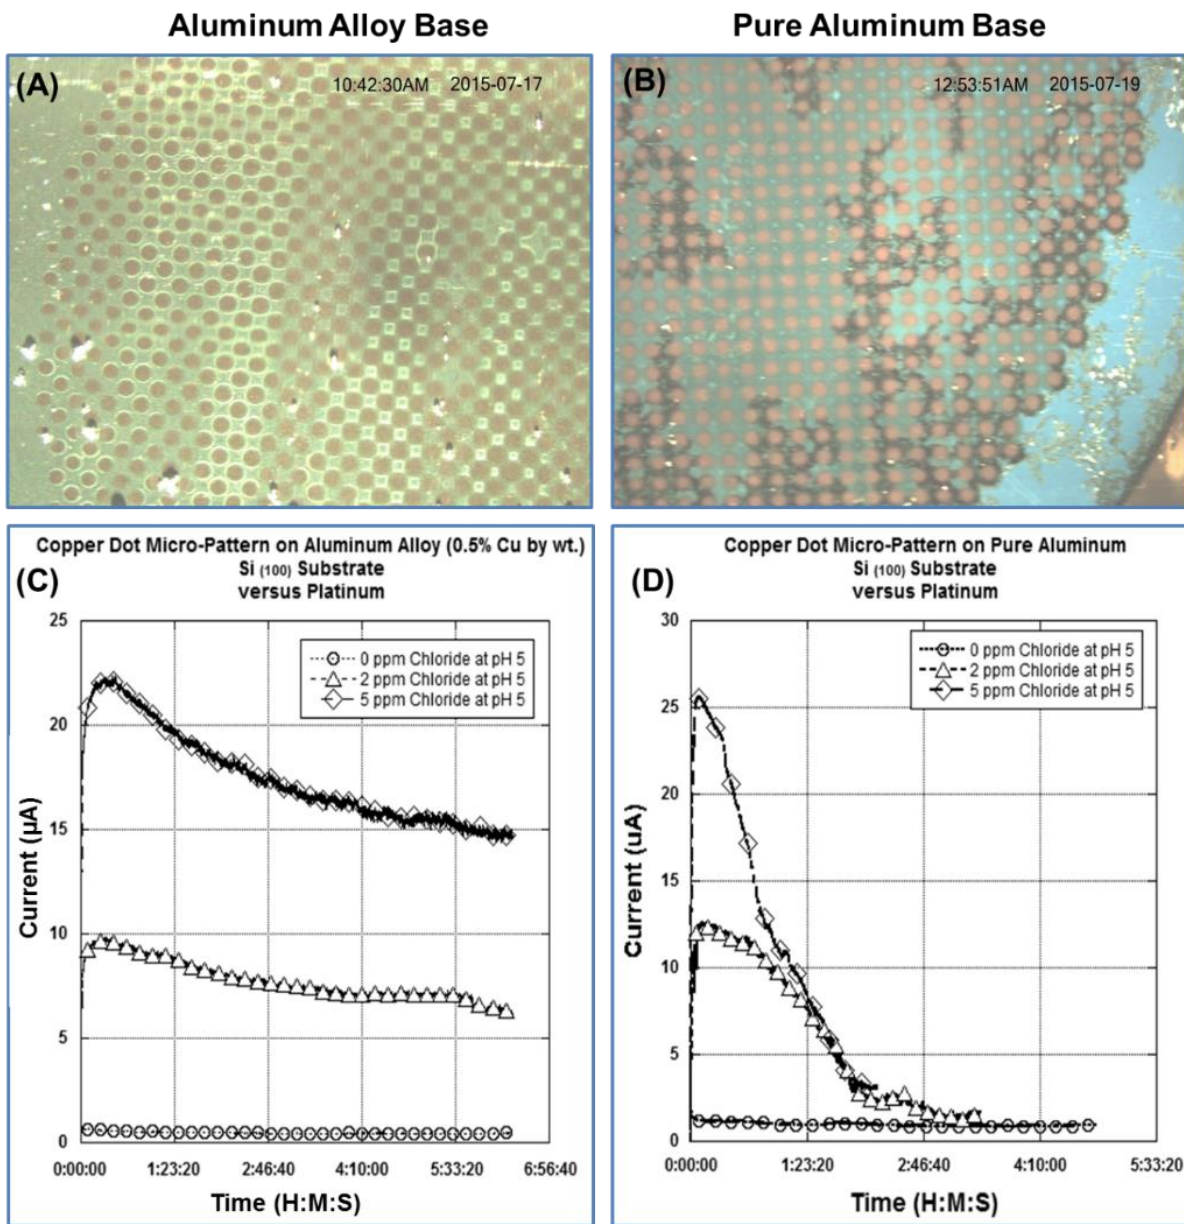 Aluminum Alloy Base
Pure Aluminum Base
(A)
10:42:30AM 2015-07-17
(B)
12:53:51AM 2015-07-19
(C)
Copper Dot Micro-Pattern on Aluminum Alloy (0.5% Cu by wt.)
Si (100) Substrate
versus Platinum
25
20
15
10
5
0
Current (µA)
0 ppm Chloride at pH 5
2 ppm Chloride at pH 5
5 ppm Chloride at pH 5
0:00:00 1:23:20 2:46:40 4:10:00 5:33:20 6:56:40
Time (H:M:S)
(D)
Copper Dot Micro-Pattern on Pure Aluminum
Si (100) Substrate
versus Platinum
30
25
20
15
10
5
0
Current (uA)
0 ppm Chloride at pH 5
2 ppm Chloride at pH 5
5 ppm Chloride at pH 5
0:00:00 1:23:20 2:46:40 4:10:00 5:33:20
Time (H:M:S)